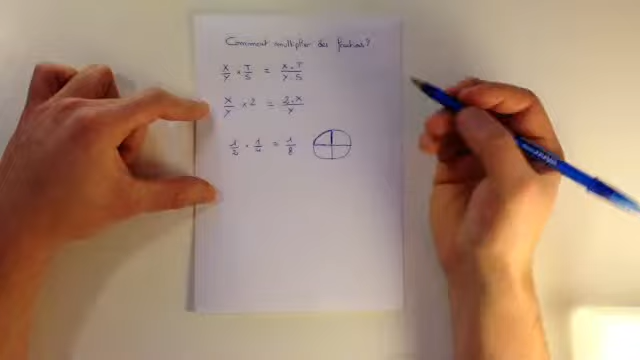 Comment multiplier des fractions?
X/Y · T/S = X·T/Y·S
X/Y × 2 = 2·X/Y
1/2 · 1/4 = 1/8